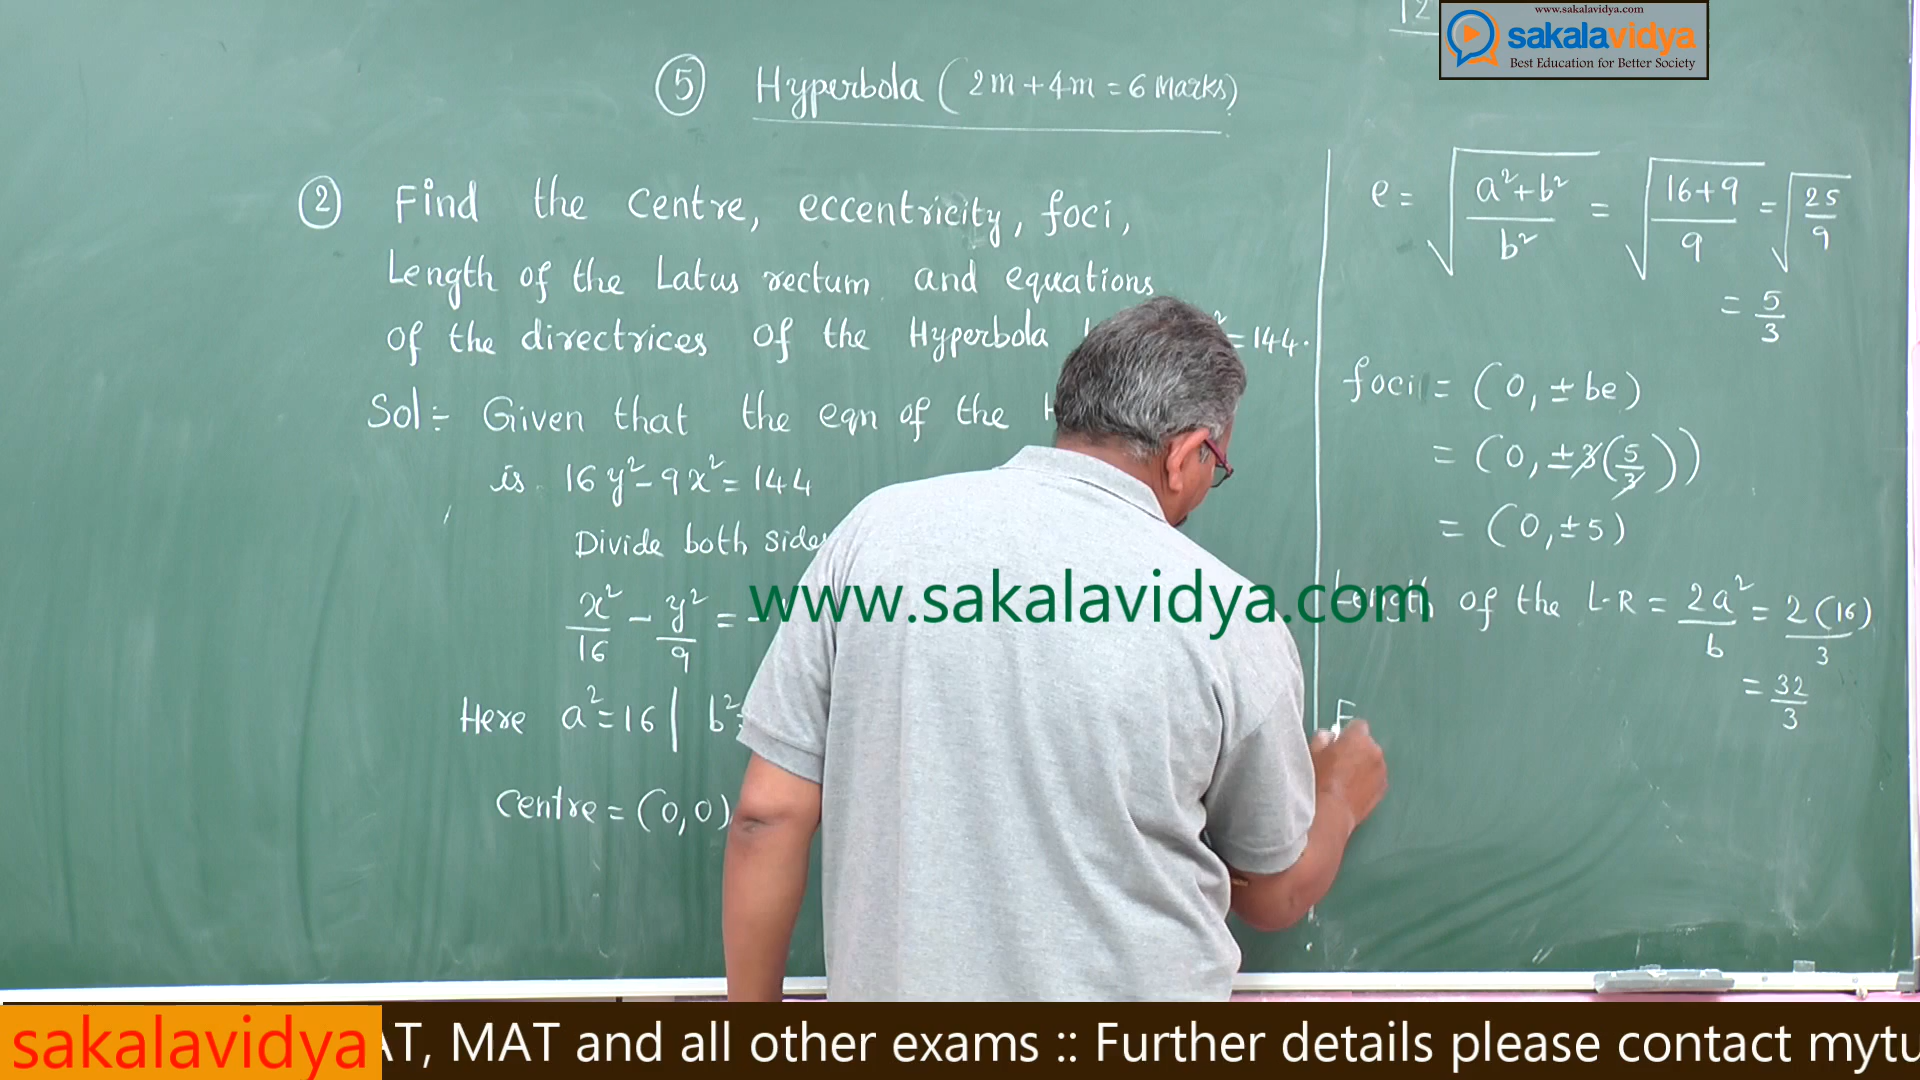 12
www.sakalavidya.com
sakalavidya
Best Education for Better Society
⑤ Hyperbola (2m+4m=6 Marks)
② Find the centre, eccentricity, foci,
Length of the Latus rectum and equations
of the directrices of the Hyperbola ² = 144.
Sol:- Given that the eqn of the H
is 16y² - 9x² = 144
Divide both sides
x²/16 - y²/9 = -
Here a² = 16 | b² =
Centre = (0,0)
e = √((a²+b²)/b²) = √((16+9)/9) = √(25/9)
= 5/3
foci = (0, ± be)
= (0, ±3(5/3))
= (0, ±5)
Length of the L-R = 2a²/b = 2(16)/3
= 32/3
E
www.sakalavidya.com
sakalavidya AT, MAT and all other exams :: Further details please contact mytu